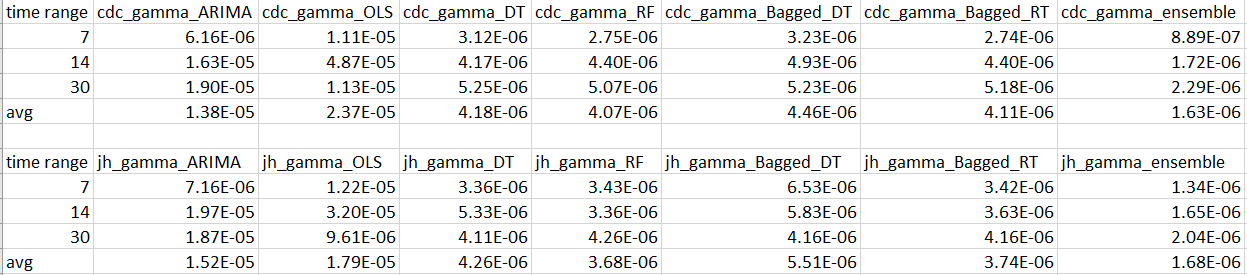 time range cdc_gamma_ARIMA cdc_gamma_OLS cdc_gamma_DT cdc_gamma_RF cdc_gamma_Bagged_DT cdc_gamma_Bagged_RT cdc_gamma_ensemble
7 6.16E-06 1.11E-05 3.12E-06 2.75E-06 3.23E-06 2.74E-06 8.89E-07
14 1.63E-05 4.87E-05 4.17E-06 4.40E-06 4.93E-06 4.40E-06 1.72E-06
30 1.90E-05 1.13E-05 5.25E-06 5.07E-06 5.23E-06 5.18E-06 2.29E-06
avg 1.38E-05 2.37E-05 4.18E-06 4.07E-06 4.46E-06 4.11E-06 1.63E-06
time range jh_gamma_ARIMA jh_gamma_OLS jh_gamma_DT jh_gamma_RF jh_gamma_Bagged_DT jh_gamma_Bagged_RT jh_gamma_ensemble
7 7.16E-06 1.22E-05 3.36E-06 3.43E-06 6.53E-06 3.42E-06 1.34E-06
14 1.97E-05 3.20E-05 5.33E-06 3.36E-06 5.83E-06 3.63E-06 1.65E-06
30 1.87E-05 9.61E-06 4.11E-06 4.26E-06 4.16E-06 4.16E-06 2.04E-06
avg 1.52E-05 1.79E-05 4.26E-06 3.68E-06 5.51E-06 3.74E-06 1.68E-06